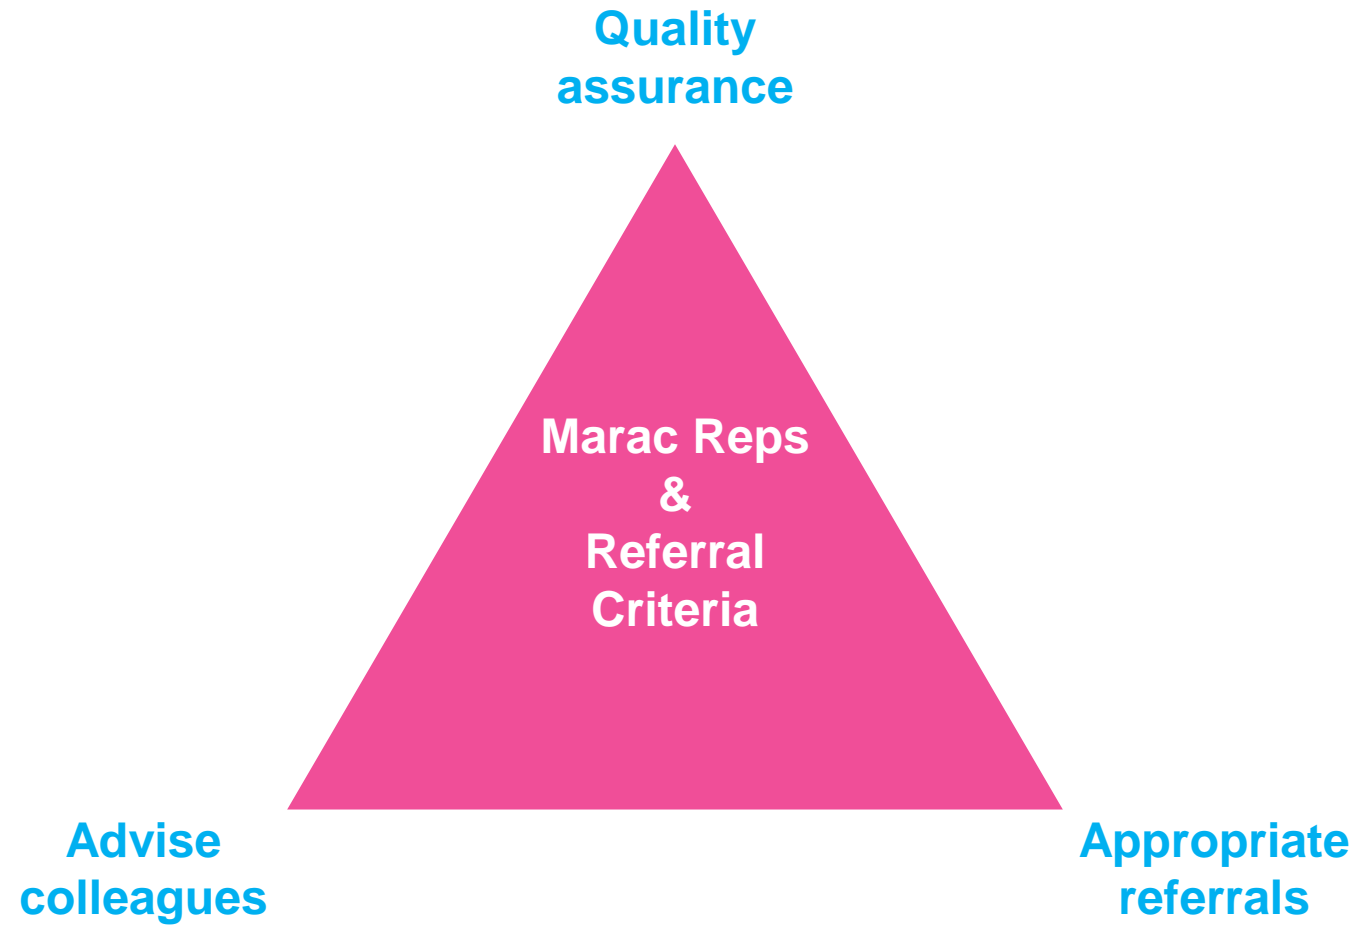 Quality
assurance
Marac Reps
&
Referral
Criteria
Advise
colleagues
Appropriate
referrals